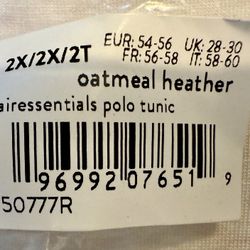 2X/2X/2T EUR: 54-56 UK: 28-30
FR: 56-58 IT: 58-60
oatmeal heather
airessentials polo tunic
96992 07651 9
50777R